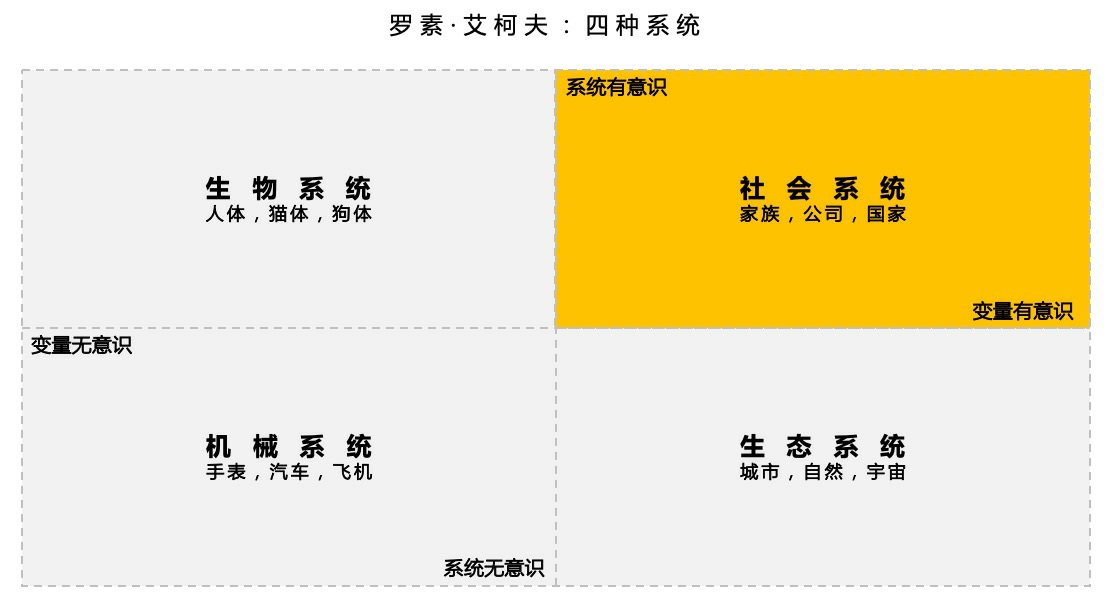 罗素·艾柯夫：四种系统
系统有意识
生物系统
人体，猫体，狗体
社会系统
家族，公司，国家
变量有意识
变量无意识
机械系统
手表，汽车，飞机
生态系统
城市，自然，宇宙
系统无意识